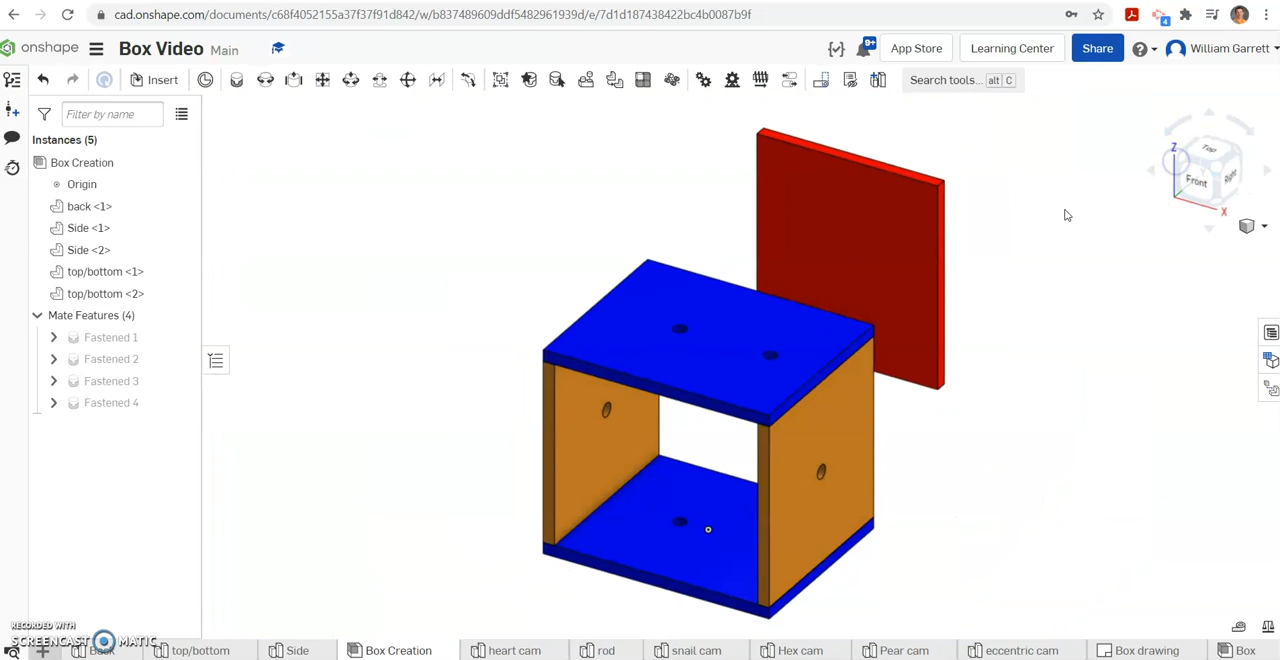 cad.onshape.com/documents/c68f4052155a37f37f91d842/w/b837489609ddf5482961939d/e/7d1d187438422bc4b0087b9f
4
onshape Box Video Main 9+ App Store Learning Center Share William Garrett
Insert Search tools... alt C
Filter by name
Instances (5)
Box Creation
Origin
back <1>
Side <1>
Side <2>
top/bottom <1>
top/bottom <2>
Mate Features (4)
Fastened 1
Fastened 2
Fastened 3
Fastened 4
Z Top Front Right X
RECORDED WITH
SCREENCAST MATIC
top/bottom Side Box Creation heart cam rod snail cam Hex cam Pear cam eccentric cam Box drawing Box